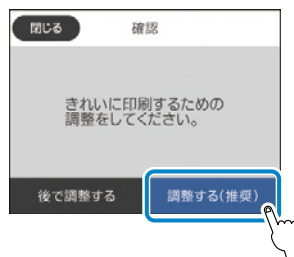 閉じる
確認
きれいに印刷するための
調整をしてください。
後で調整する
調整する(推奨)